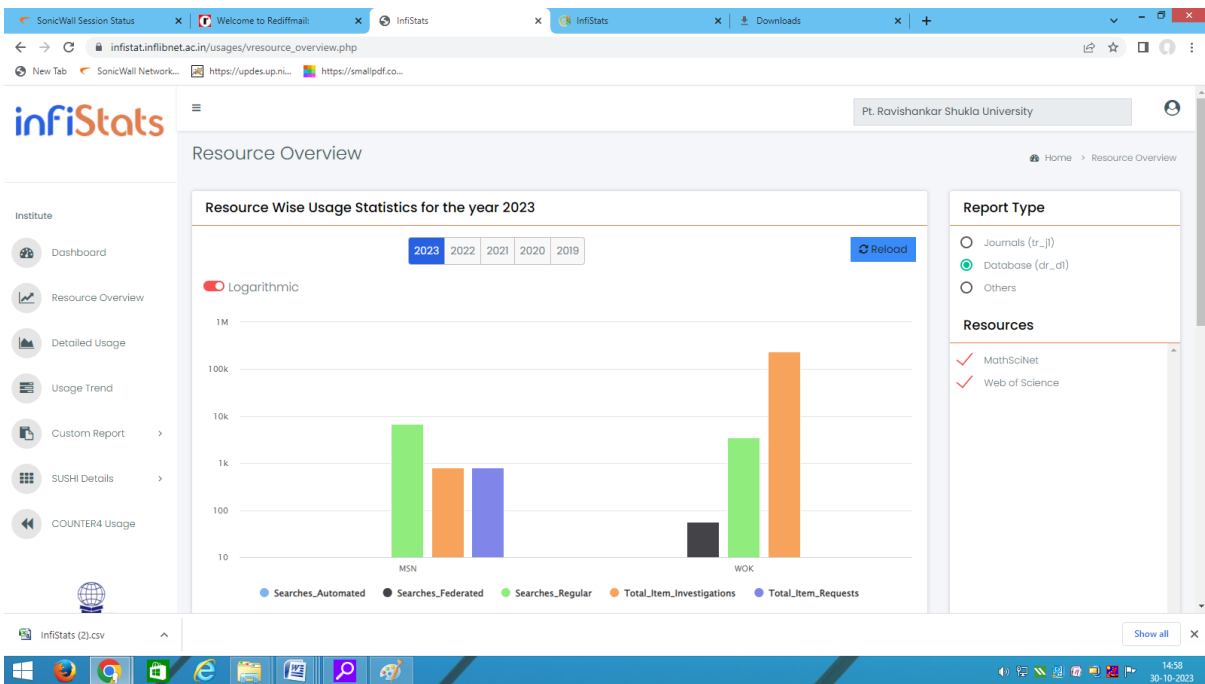 SonicWall Session Status
Welcome to Rediffmail:
InfiStats
InfiStats
Downloads
infistat.inflibnet.ac.in/usages/vresource_overview.php
New Tab
SonicWall Network...
https://updes.up.ni...
https://smallpdf.co...
infiStats
Pt. Ravishankar Shukla University
Resource Overview
Home > Resource Overview
Institute
Dashboard
Resource Overview
Detailed Usage
Usage Trend
Custom Report
SUSHI Details
COUNTER4 Usage
Resource Wise Usage Statistics for the year 2023
2023 2022 2021 2020 2019
Reload
Logarithmic
1M
100k
10k
1k
100
10
MSN WOK
Searches_Automated Searches_Federated Searches_Regular Total_Item_Investigations Total_Item_Requests
Report Type
Journals (tr_j1)
Database (dr_d1)
Others
Resources
MathSciNet
Web of Science
InfiStats (2).csv
Show all
14:58
30-10-2023